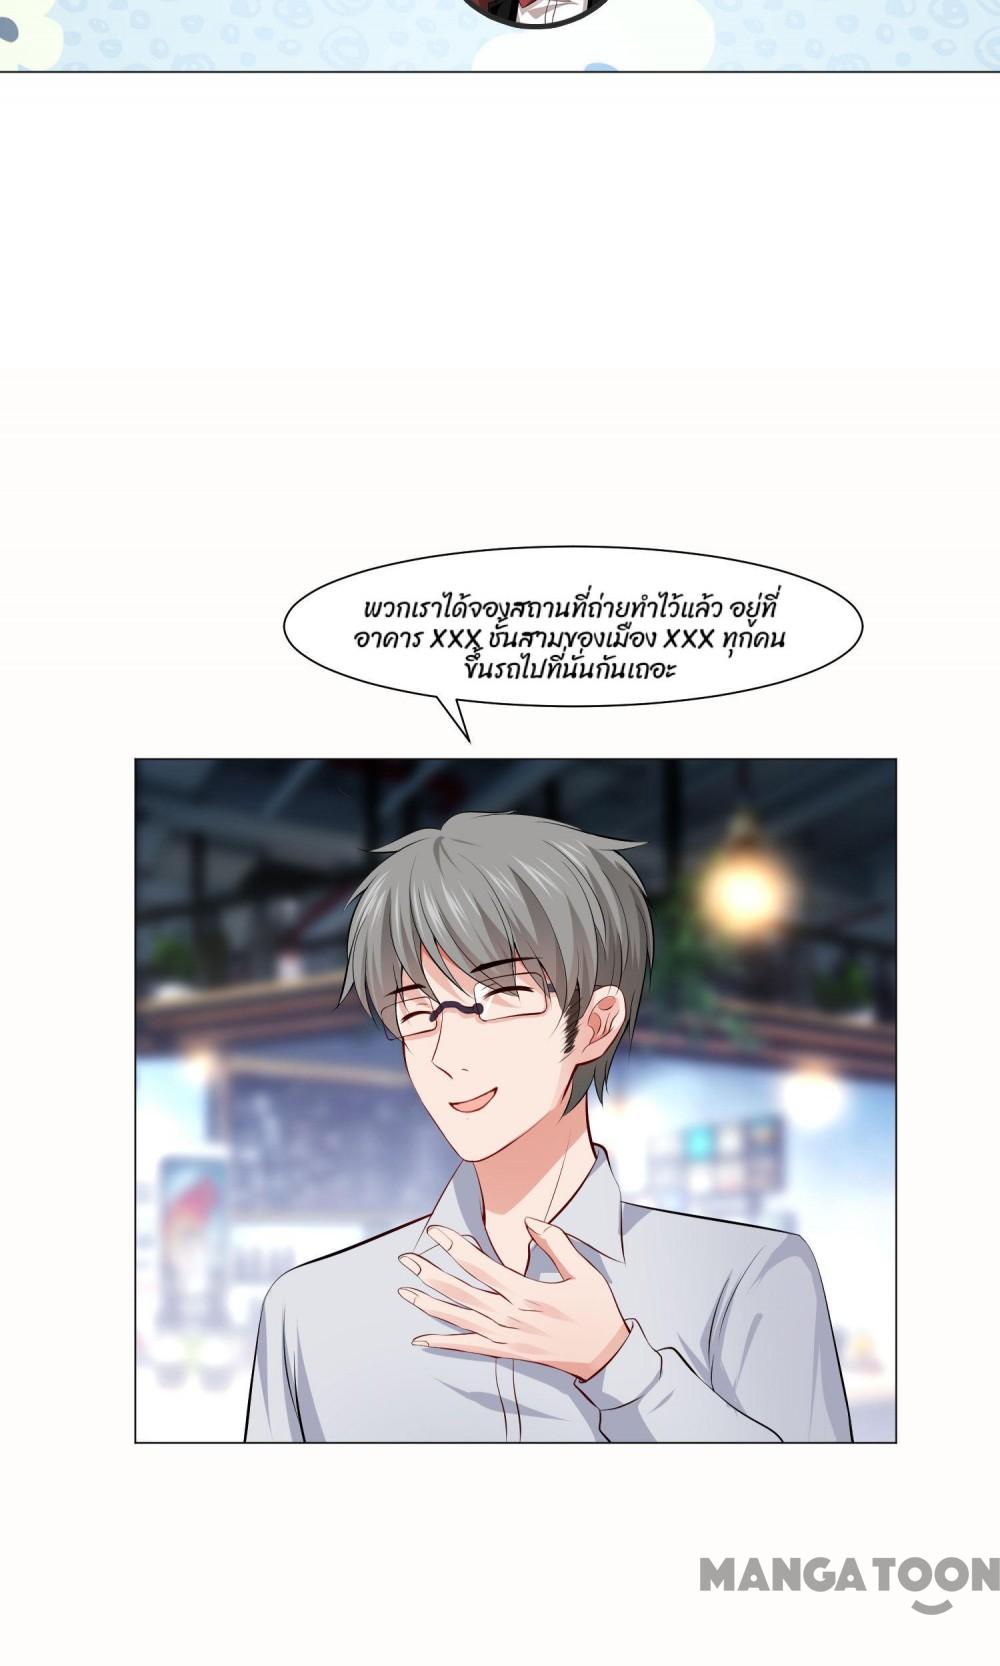 พวกเราได้จองสถานที่ถ่ายทำไว้แล้ว อยู่ที่
อาคาร XXX ชั้นสามของเมือง XXX ทุกคน
ขึ้นรถไปที่นั่นกันเถอะ
MANGATOON